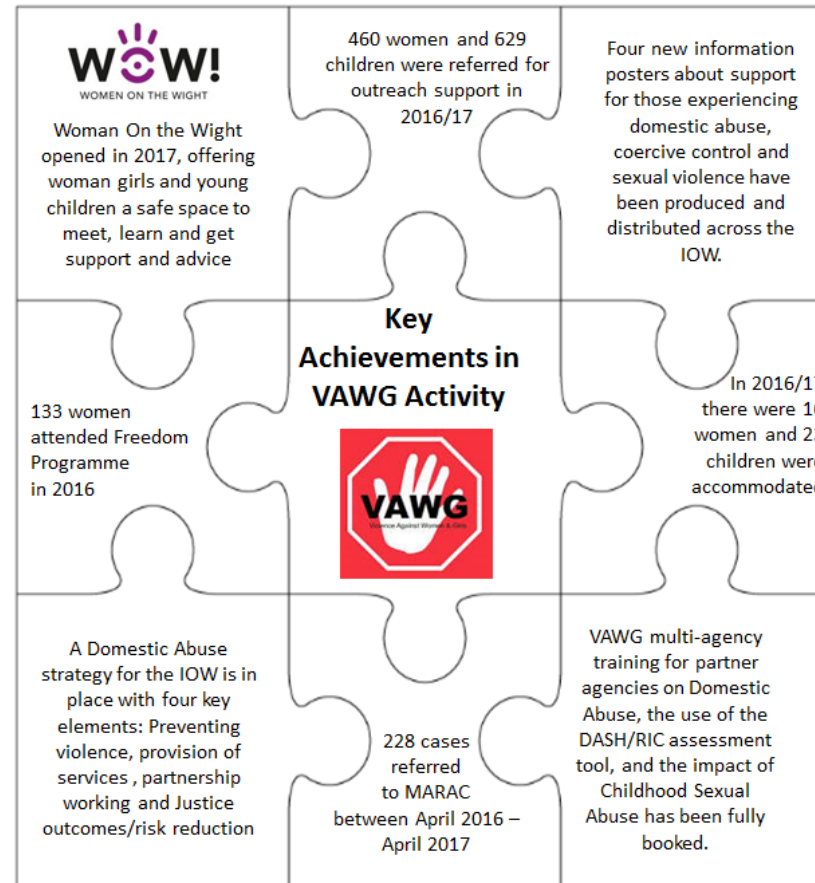 WOW!
WOMEN ON THE WIGHT
Woman On the Wight
opened in 2017, offering
woman girls and young
children a safe space to
meet, learn and get
support and advice
460 women and 629
children were referred for
outreach support in
2016/17
Four new information
posters about support
for those experiencing
domestic abuse,
coercive control and
sexual violence have
been produced and
distributed across the
IOW.
133 women
attended Freedom
Programme
in 2016
Key
Achievements in
VAWG Activity
VAWG
Violence Against Women & Girls
In
there were
women and
children were
accommodated
A Domestic Abuse
strategy for the IOW is in
place with four key
elements: Preventing
violence, provision of
services , partnership
working and Justice
outcomes/risk reduction
228 cases
referred
to MARAC
between April 2016 –
April 2017
VAWG multi-agency
training for partner
agencies on Domestic
Abuse, the use of the
DASH/RIC assessment
tool, and the impact of
Childhood Sexual
Abuse has been fully
booked.